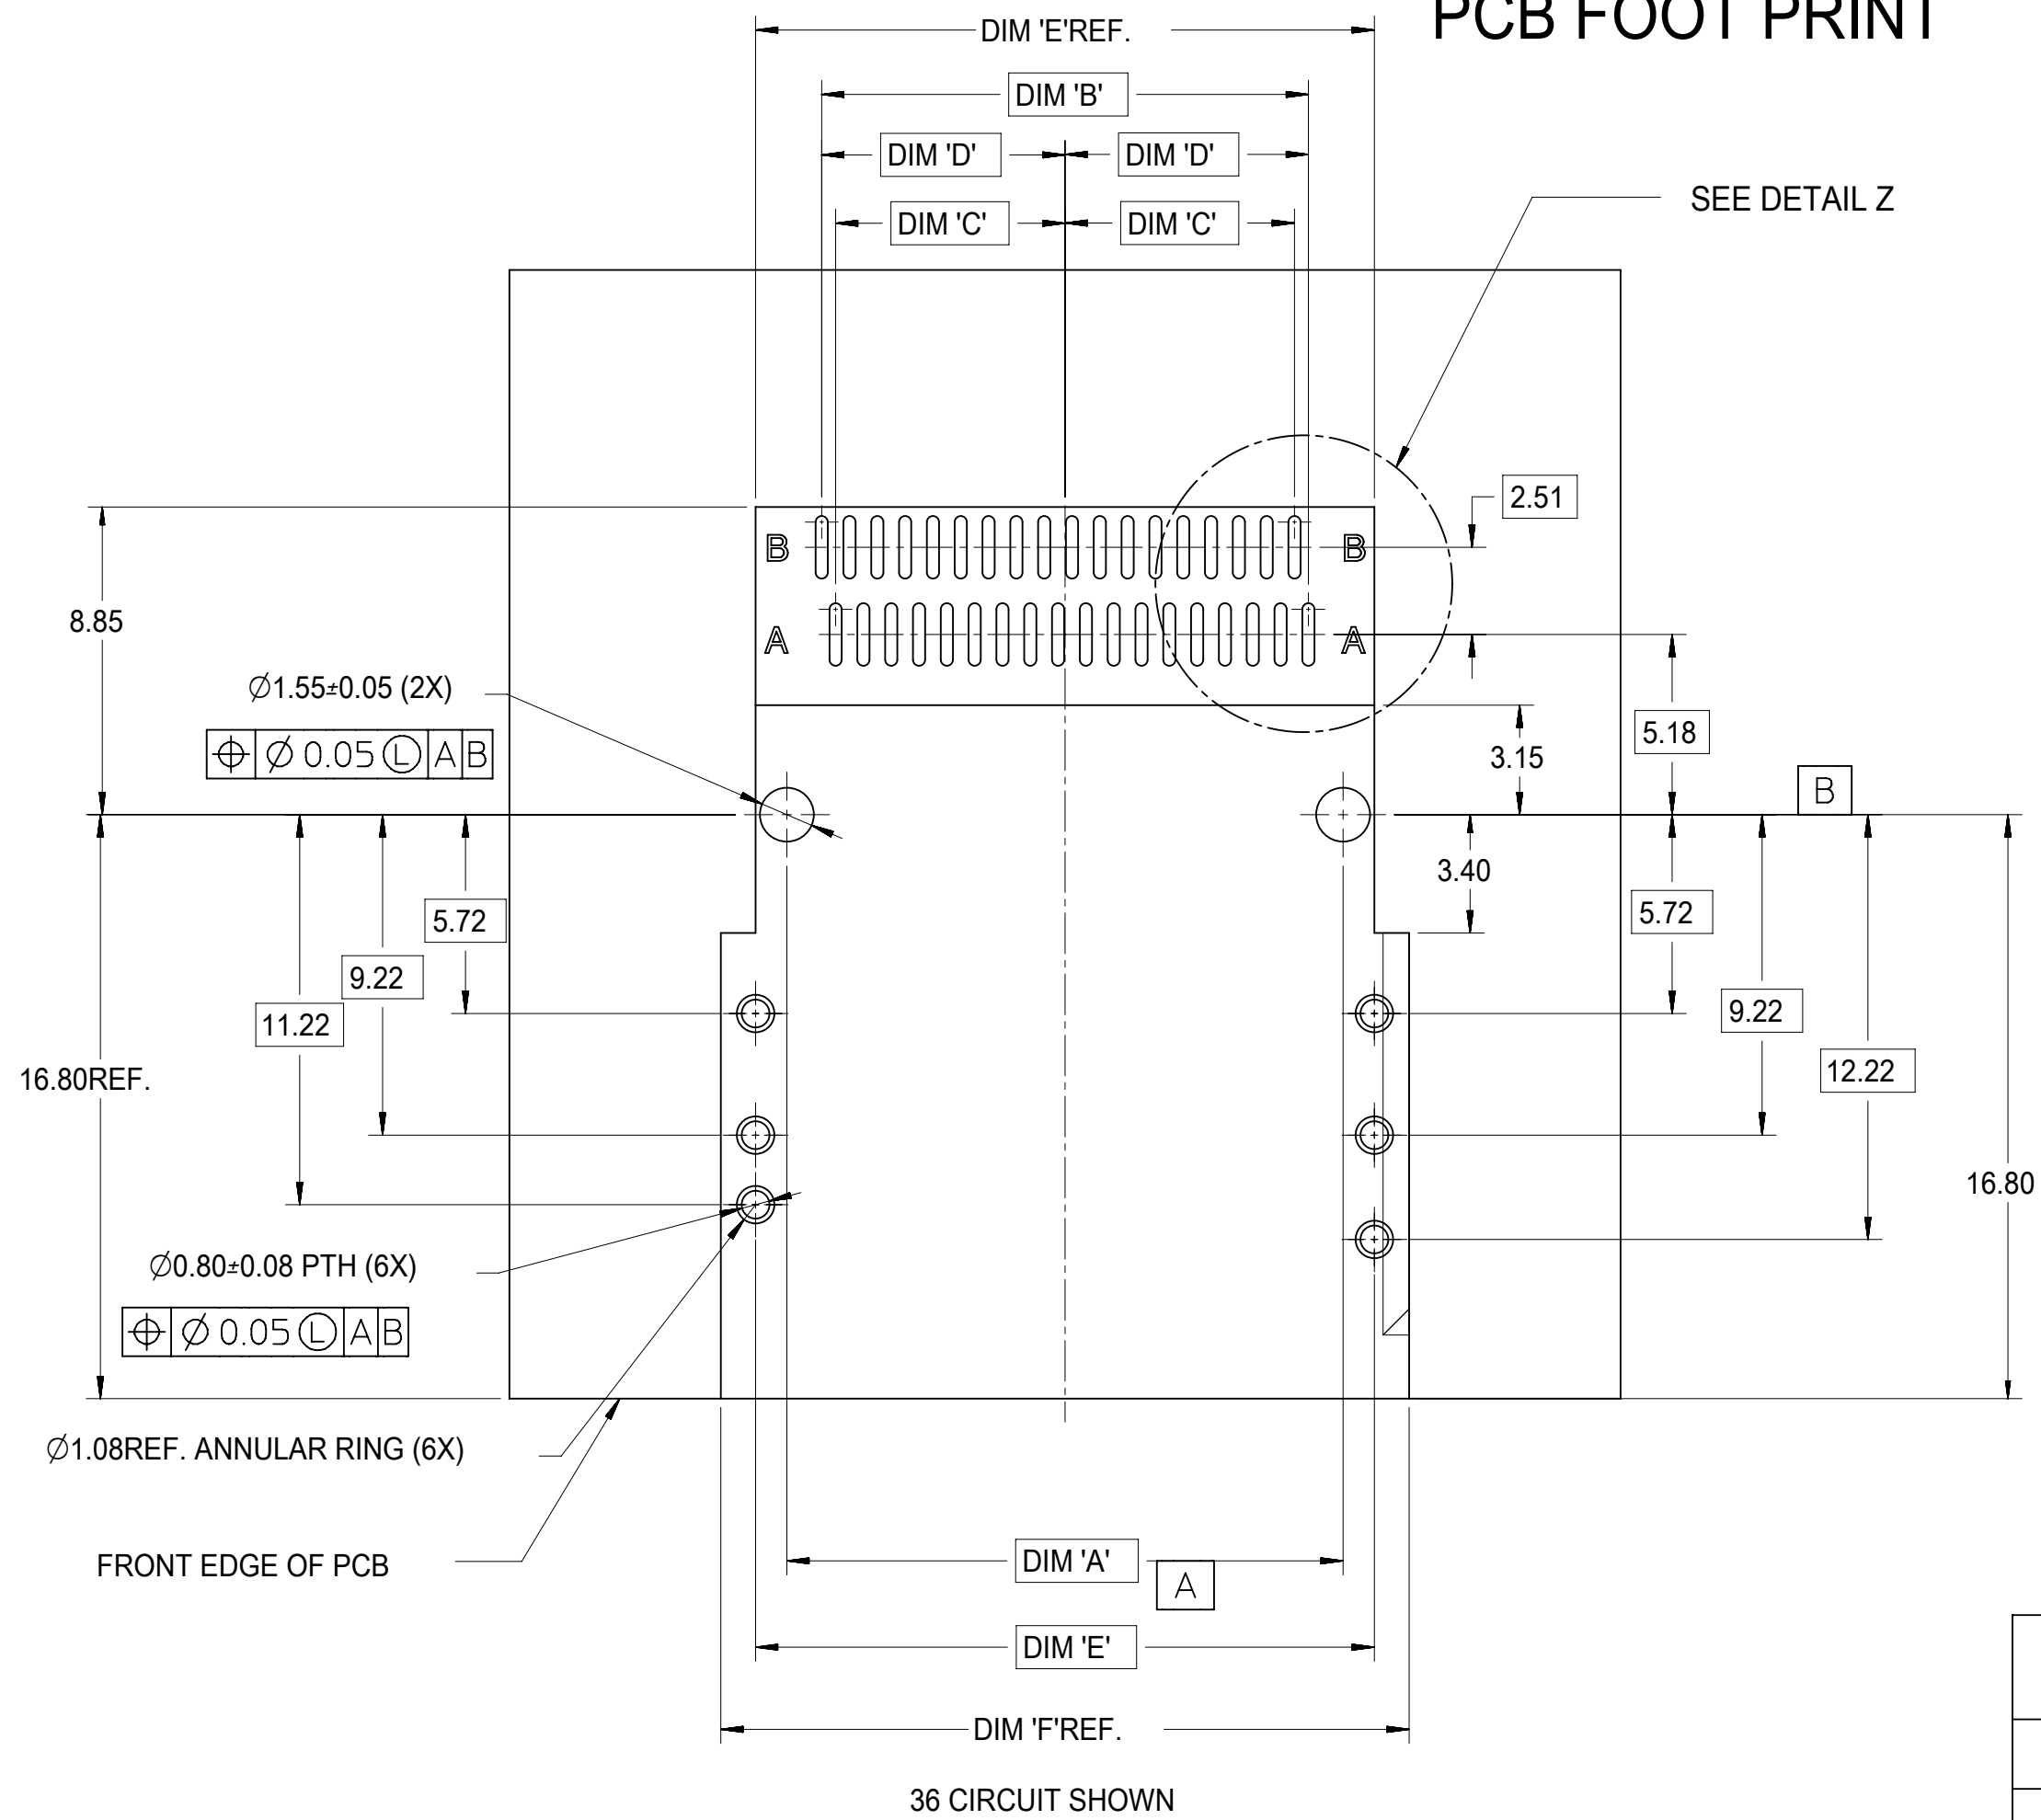 PCB FOOT PRINT
DIM 'E'REF.
DIM 'B'
DIM 'D' DIM 'D'
DIM 'C' DIM 'C'
SEE DETAIL Z
2.51
B B
A A
8.85
Ø1.55±0.05 (2X)
⌖ Ø 0.05 Ⓛ A B
5.18
3.15
B
3.40
5.72
5.72
9.22
9.22
11.22
12.22
16.80REF.
16.80
Ø0.80±0.08 PTH (6X)
⌖ Ø 0.05 Ⓛ A B
Ø1.08REF. ANNULAR RING (6X)
FRONT EDGE OF PCB
DIM 'A'
A
DIM 'E'
DIM 'F'REF.
36 CIRCUIT SHOWN